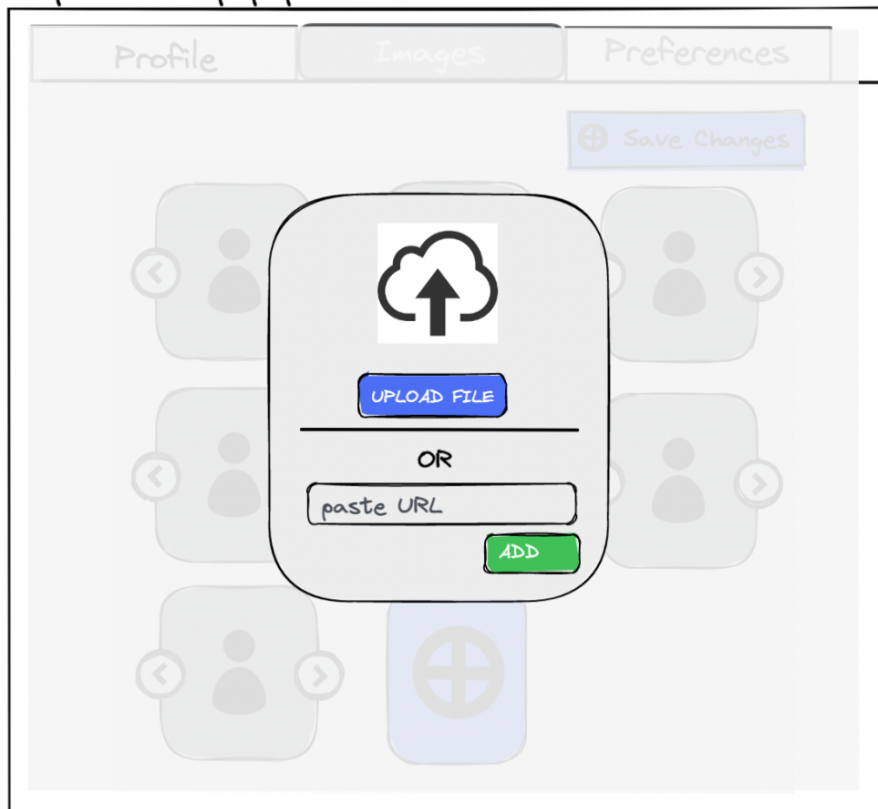 Profile Images Preferences
Save Changes
UPLOAD FILE
OR
paste URL
ADD